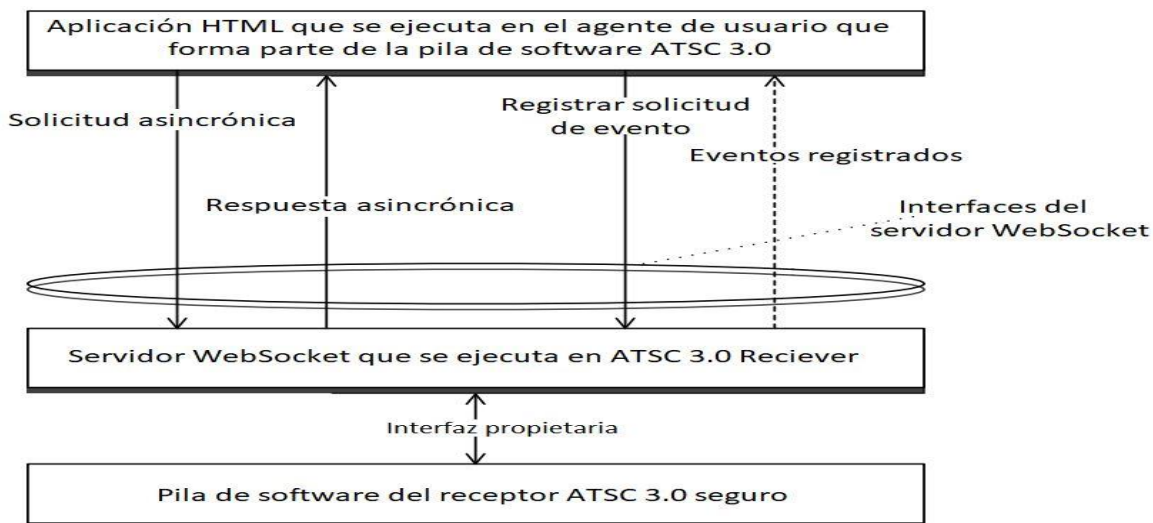 Aplicación HTML que se ejecuta en el agente de usuario que
forma parte de la pila de software ATSC 3.0
Solicitud asincrónica
Registrar solicitud
de evento
Eventos registrados
Respuesta asincrónica
Interfaces del
servidor WebSocket
Servidor WebSocket que se ejecuta en ATSC 3.0 Reciever
Interfaz propietaria
Pila de software del receptor ATSC 3.0 seguro